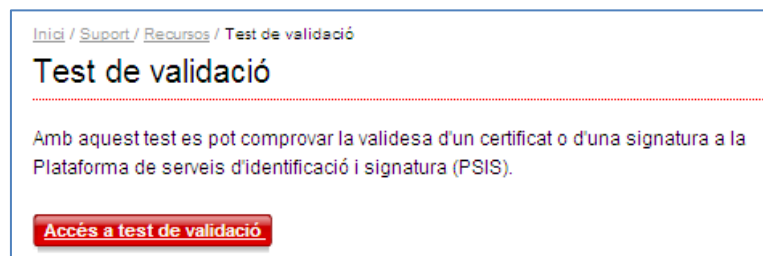 Inici / Suport / Recursos / Test de validació
Test de validació
Amb aquest test es pot comprovar la validesa d'un certificat o d'una signatura a la
Plataforma de serveis d'identificació i signatura (PSIS).
Accés a test de validació